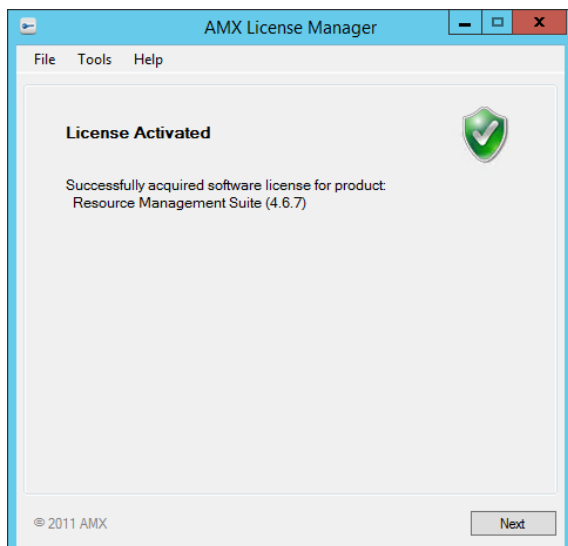 AMX License Manager
File Tools Help
License Activated
Successfully acquired software license for product:
Resource Management Suite (4.6.7)
© 2011 AMX
Next